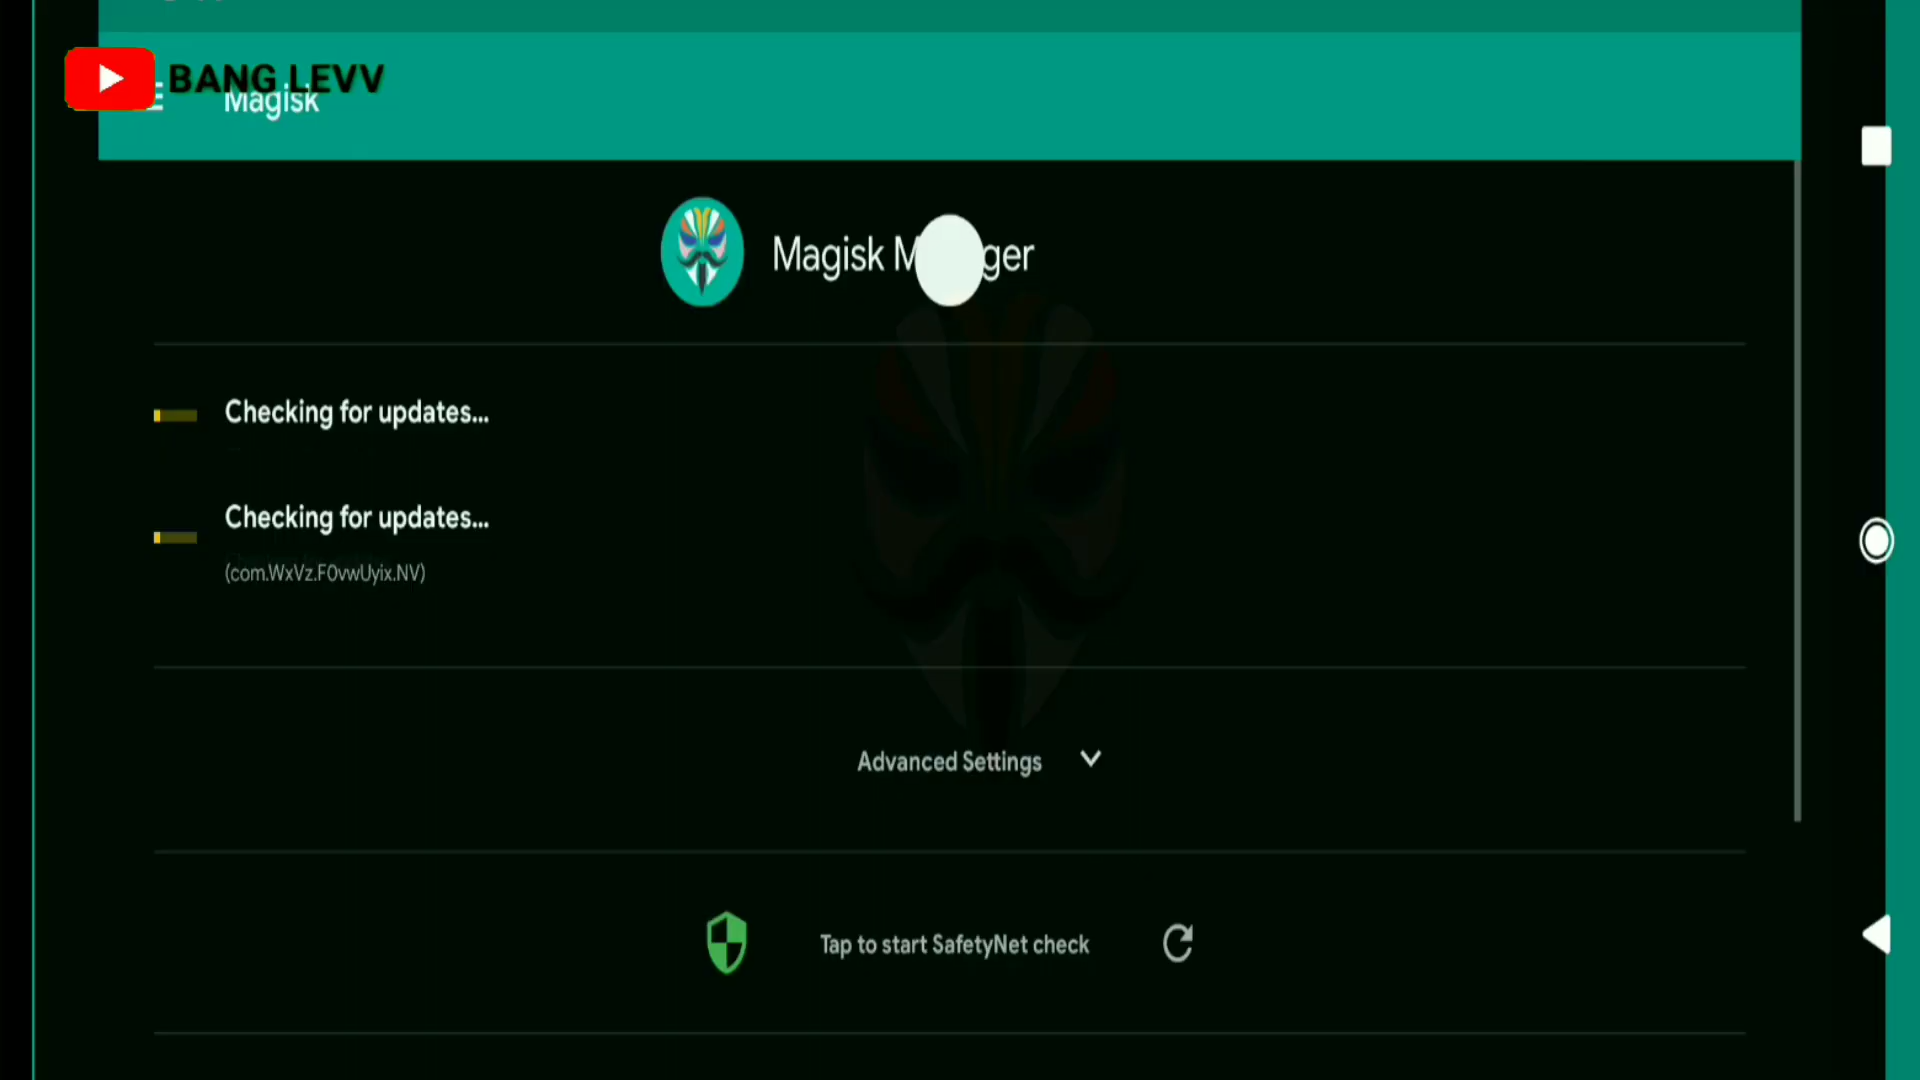 BANG LEVV
Magisk
Magisk M ger
Checking for updates...
Checking for updates...
(com.WxVz.F0vwUyix.NV)
Advanced Settings
Tap to start SafetyNet check